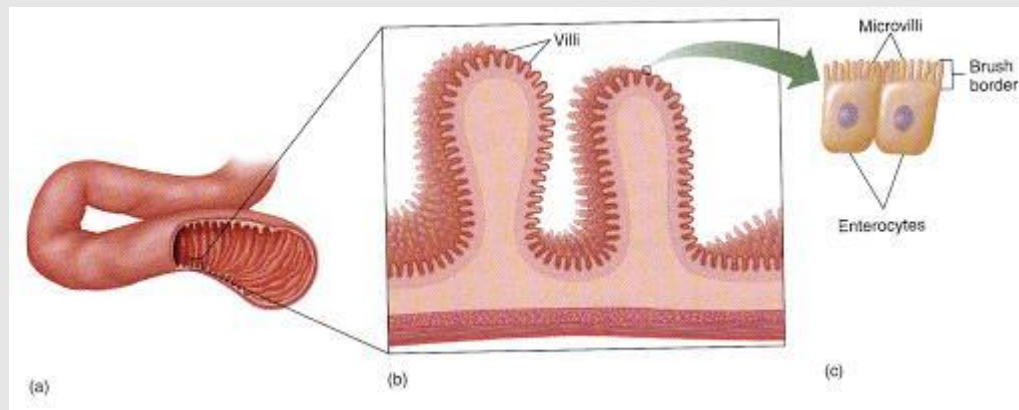 Villi
Microvilli
Brush
border
Enterocytes
(a)
(b)
(c)